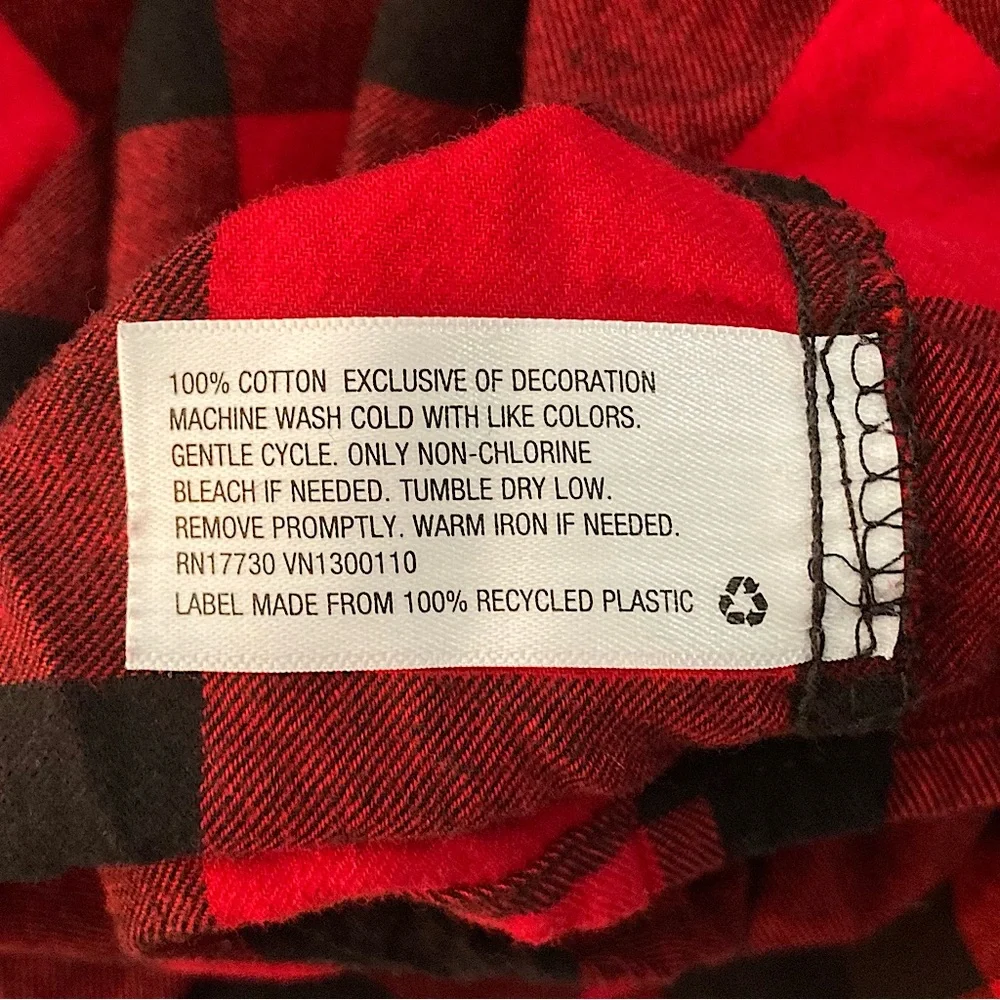 100% COTTON EXCLUSIVE OF DECORATION
MACHINE WASH COLD WITH LIKE COLORS.
GENTLE CYCLE. ONLY NON-CHLORINE
BLEACH IF NEEDED. TUMBLE DRY LOW.
REMOVE PROMPTLY. WARM IRON IF NEEDED.
RN17730 VN1300110
LABEL MADE FROM 100% RECYCLED PLASTIC